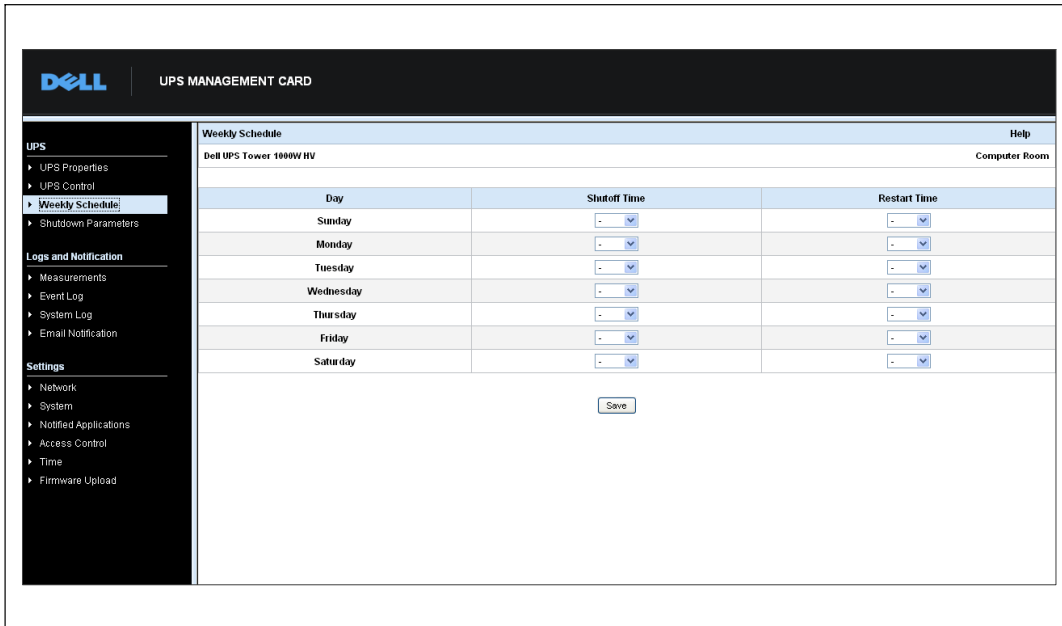 DELL
UPS MANAGEMENT CARD
UPS
UPS Properties
UPS Control
Weekly Schedule
Shutdown Parameters
Logs and Notification
Measurements
Event Log
System Log
Email Notification
Settings
Network
System
Notified Applications
Access Control
Time
Firmware Upload
Weekly Schedule Help
Dell UPS Tower 1000W HV Computer Room
Day Shutoff Time Restart Time
Sunday - -
Monday - -
Tuesday - -
Wednesday - -
Thursday - -
Friday - -
Saturday - -
Save